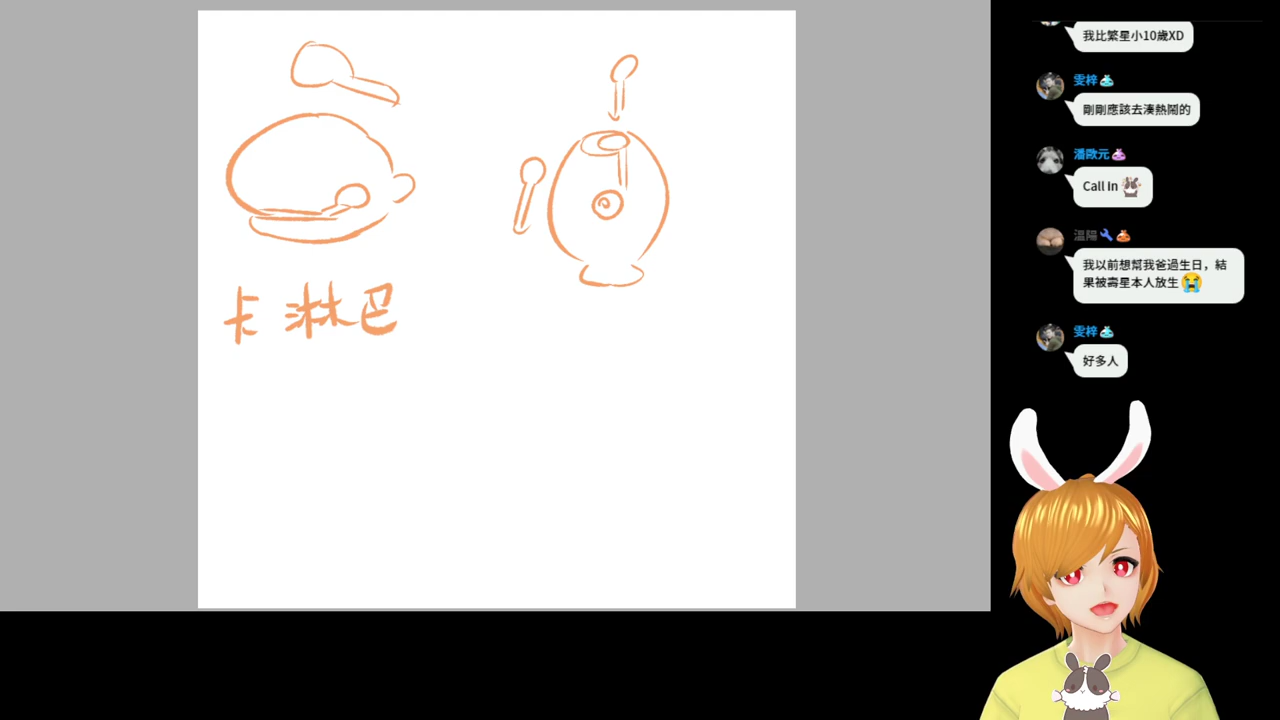 卡淋巴
我比繁星小10歲XD
雯梓
剛剛應該去湊熱鬧的
潘歐元
Call In
溫陽
我以前想幫我爸過生日，結
果被壽星本人放生
雯梓
好多人